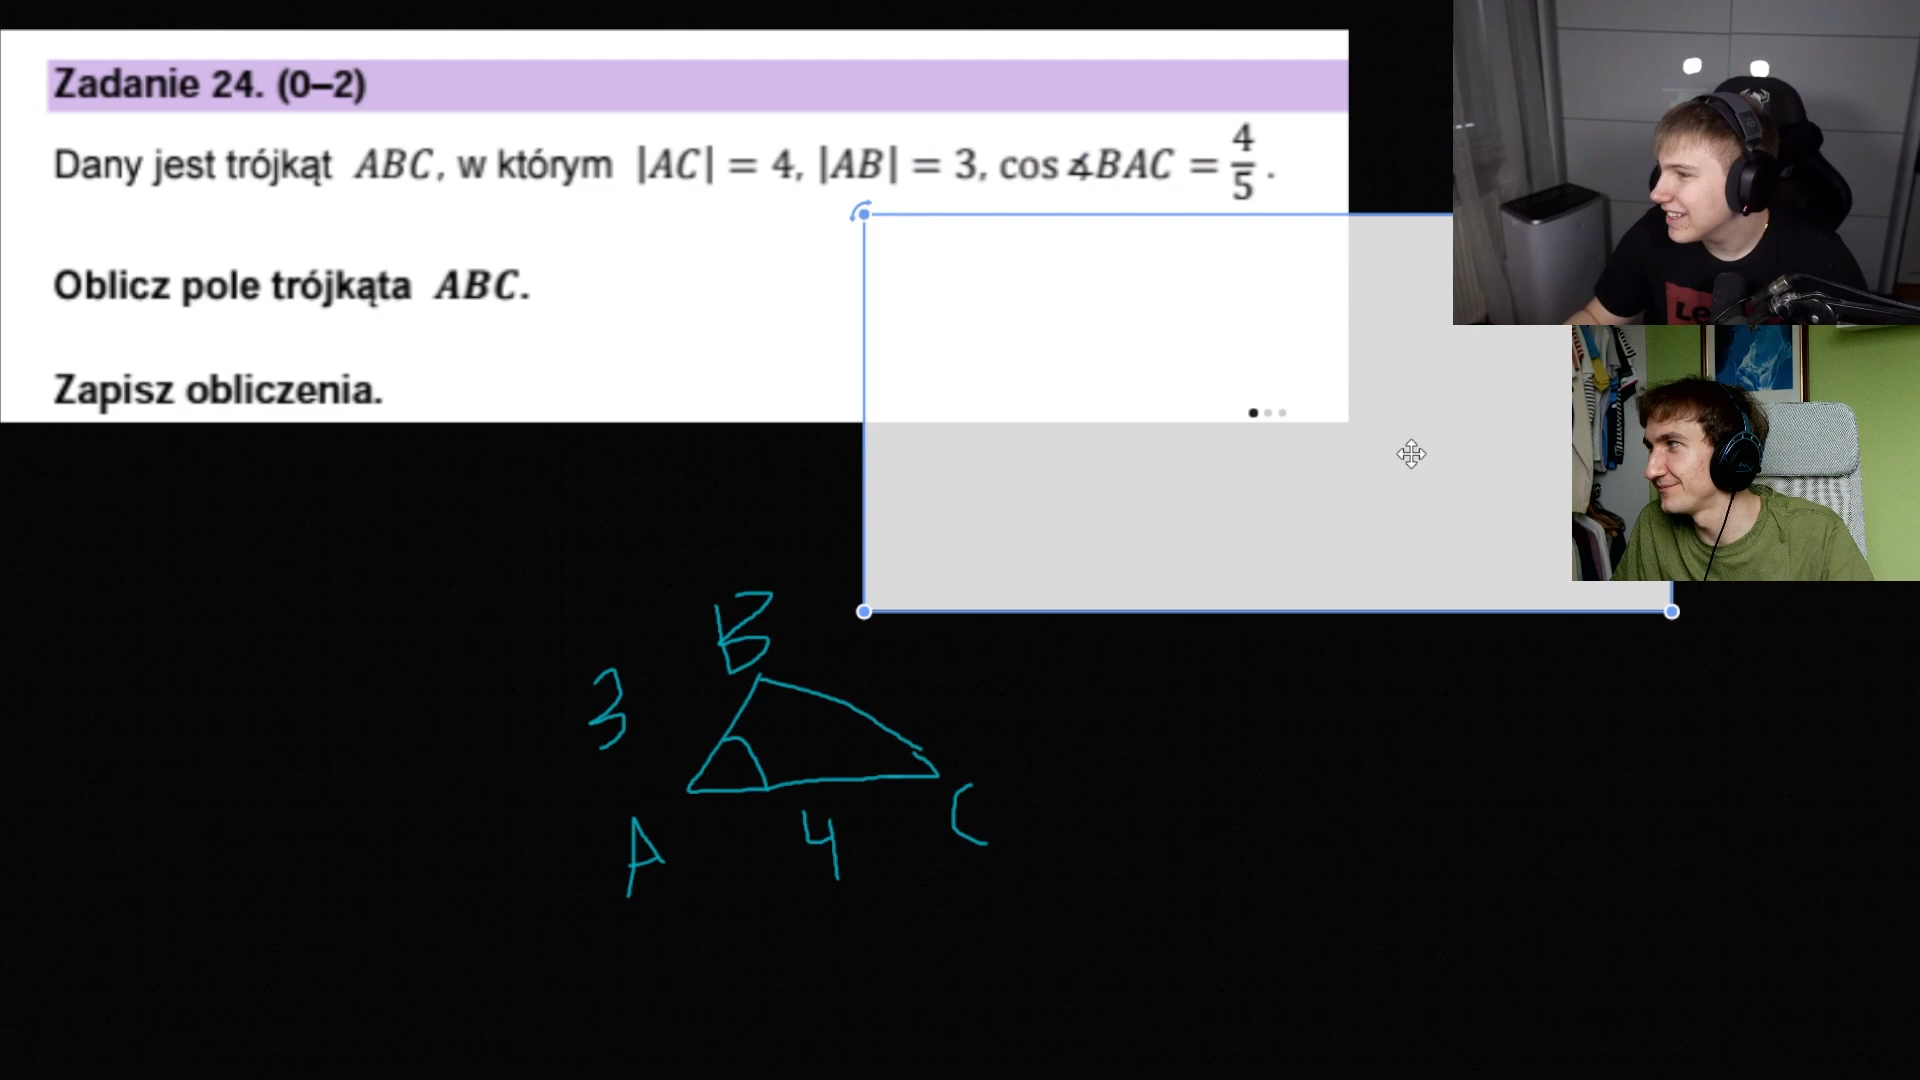 Zadanie 24. (0–2)
Dany jest trójkąt ABC, w którym |AC| = 4, |AB| = 3, cos ∡BAC = 4/5 .
Oblicz pole trójkąta ABC.
Zapisz obliczenia.
B
3
A
4
C
Le